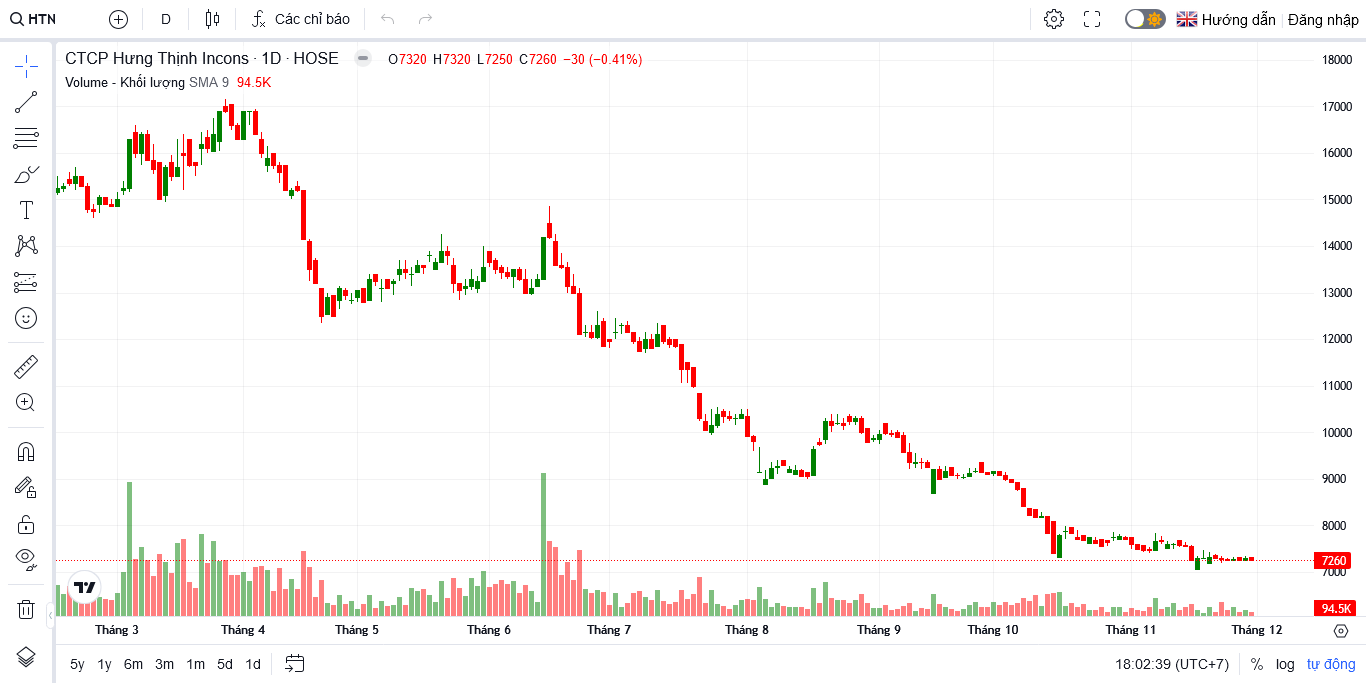 HTN D Các chỉ báo Hướng dẫn Đăng nhập
CTCP Hưng Thịnh Incons · 1D · HOSE O7320 H7320 L7250 C7260 −30 (−0.41%)
Volume - Khối lượng SMA 9 94.5K
18000
17000
16000
15000
14000
13000
12000
11000
10000
9000
8000
7260
7000
94.5K
Tháng 3 Tháng 4 Tháng 5 Tháng 6 Tháng 7 Tháng 8 Tháng 9 Tháng 10 Tháng 11 Tháng 12
5y 1y 6m 3m 1m 5d 1d 18:02:39 (UTC+7) % log tự động